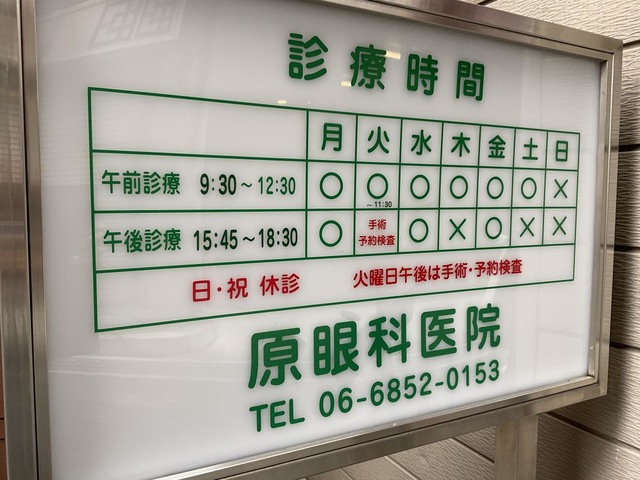 診療時間
月 火 水 木 金 土 日
午前診療 9:30～12:30 ○ ○ ○ ○ ○ ○ ×
～11:30
午後診療 15:45～18:30 ○ 手術 予約検査 ○ × ○ × ×
日・祝 休診 火曜日午後は手術・予約検査
原眼科医院
TEL 06-6852-0153